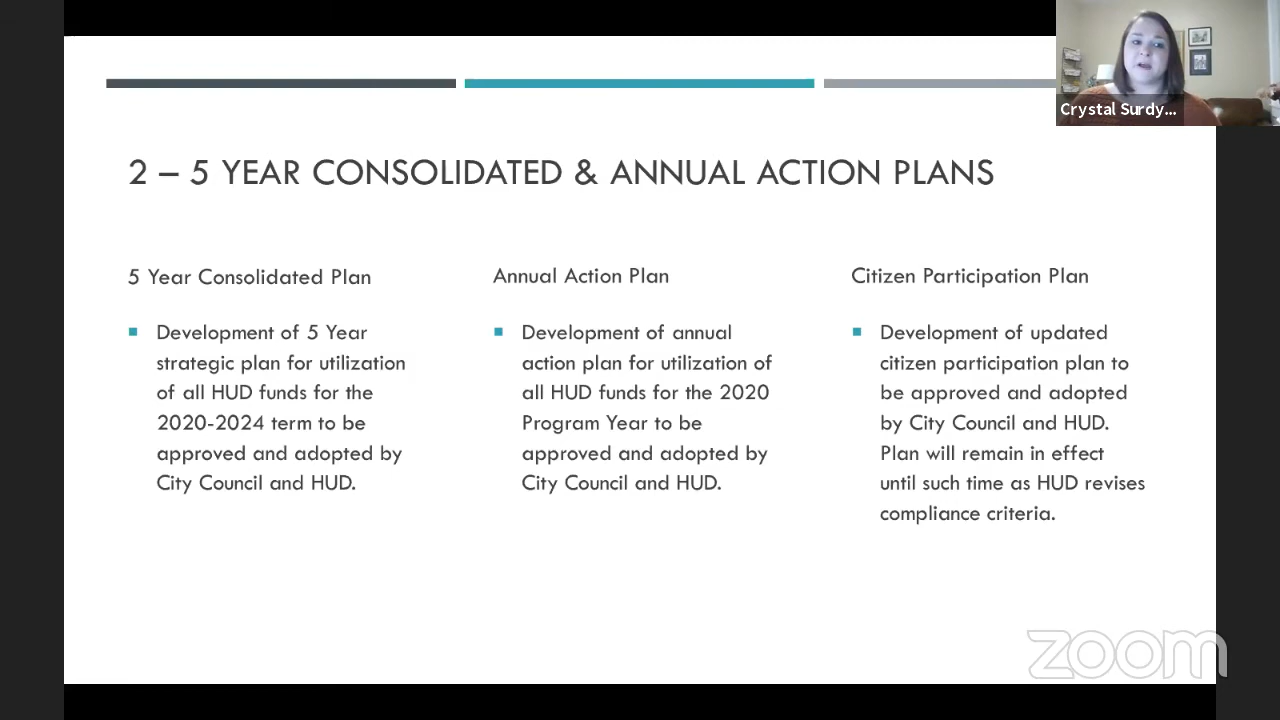 Crystal Surdy...
2 – 5 YEAR CONSOLIDATED & ANNUAL ACTION PLANS
5 Year Consolidated Plan
Development of 5 Year
strategic plan for utilization
of all HUD funds for the
2020-2024 term to be
approved and adopted by
City Council and HUD.
Annual Action Plan
Development of annual
action plan for utilization of
all HUD funds for the 2020
Program Year to be
approved and adopted by
City Council and HUD.
Citizen Participation Plan
Development of updated
citizen participation plan to
be approved and adopted
by City Council and HUD.
Plan will remain in effect
until such time as HUD revises
compliance criteria.
zoom